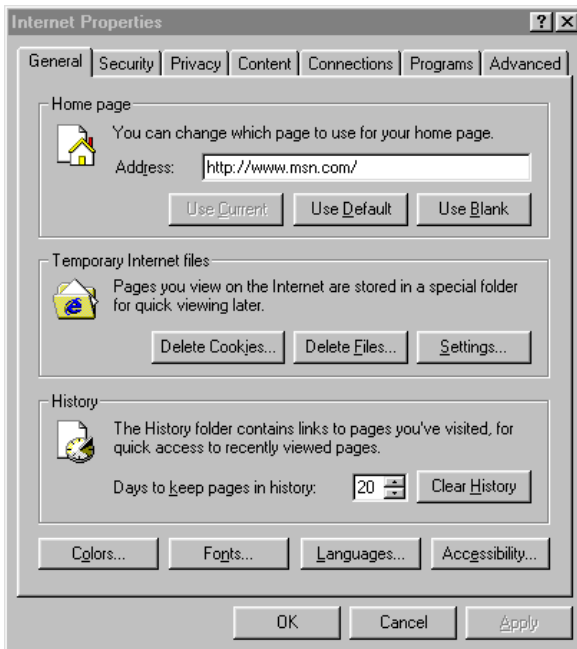 Internet Properties
General Security Privacy Content Connections Programs Advanced
Home page
You can change which page to use for your home page.
Address: http://www.msn.com/
Use Current Use Default Use Blank
Temporary Internet files
Pages you view on the Internet are stored in a special folder
for quick viewing later.
Delete Cookies... Delete Files... Settings...
History
The History folder contains links to pages you've visited, for
quick access to recently viewed pages.
Days to keep pages in history: 20 Clear History
Colors... Fonts... Languages... Accessibility...
OK Cancel Apply